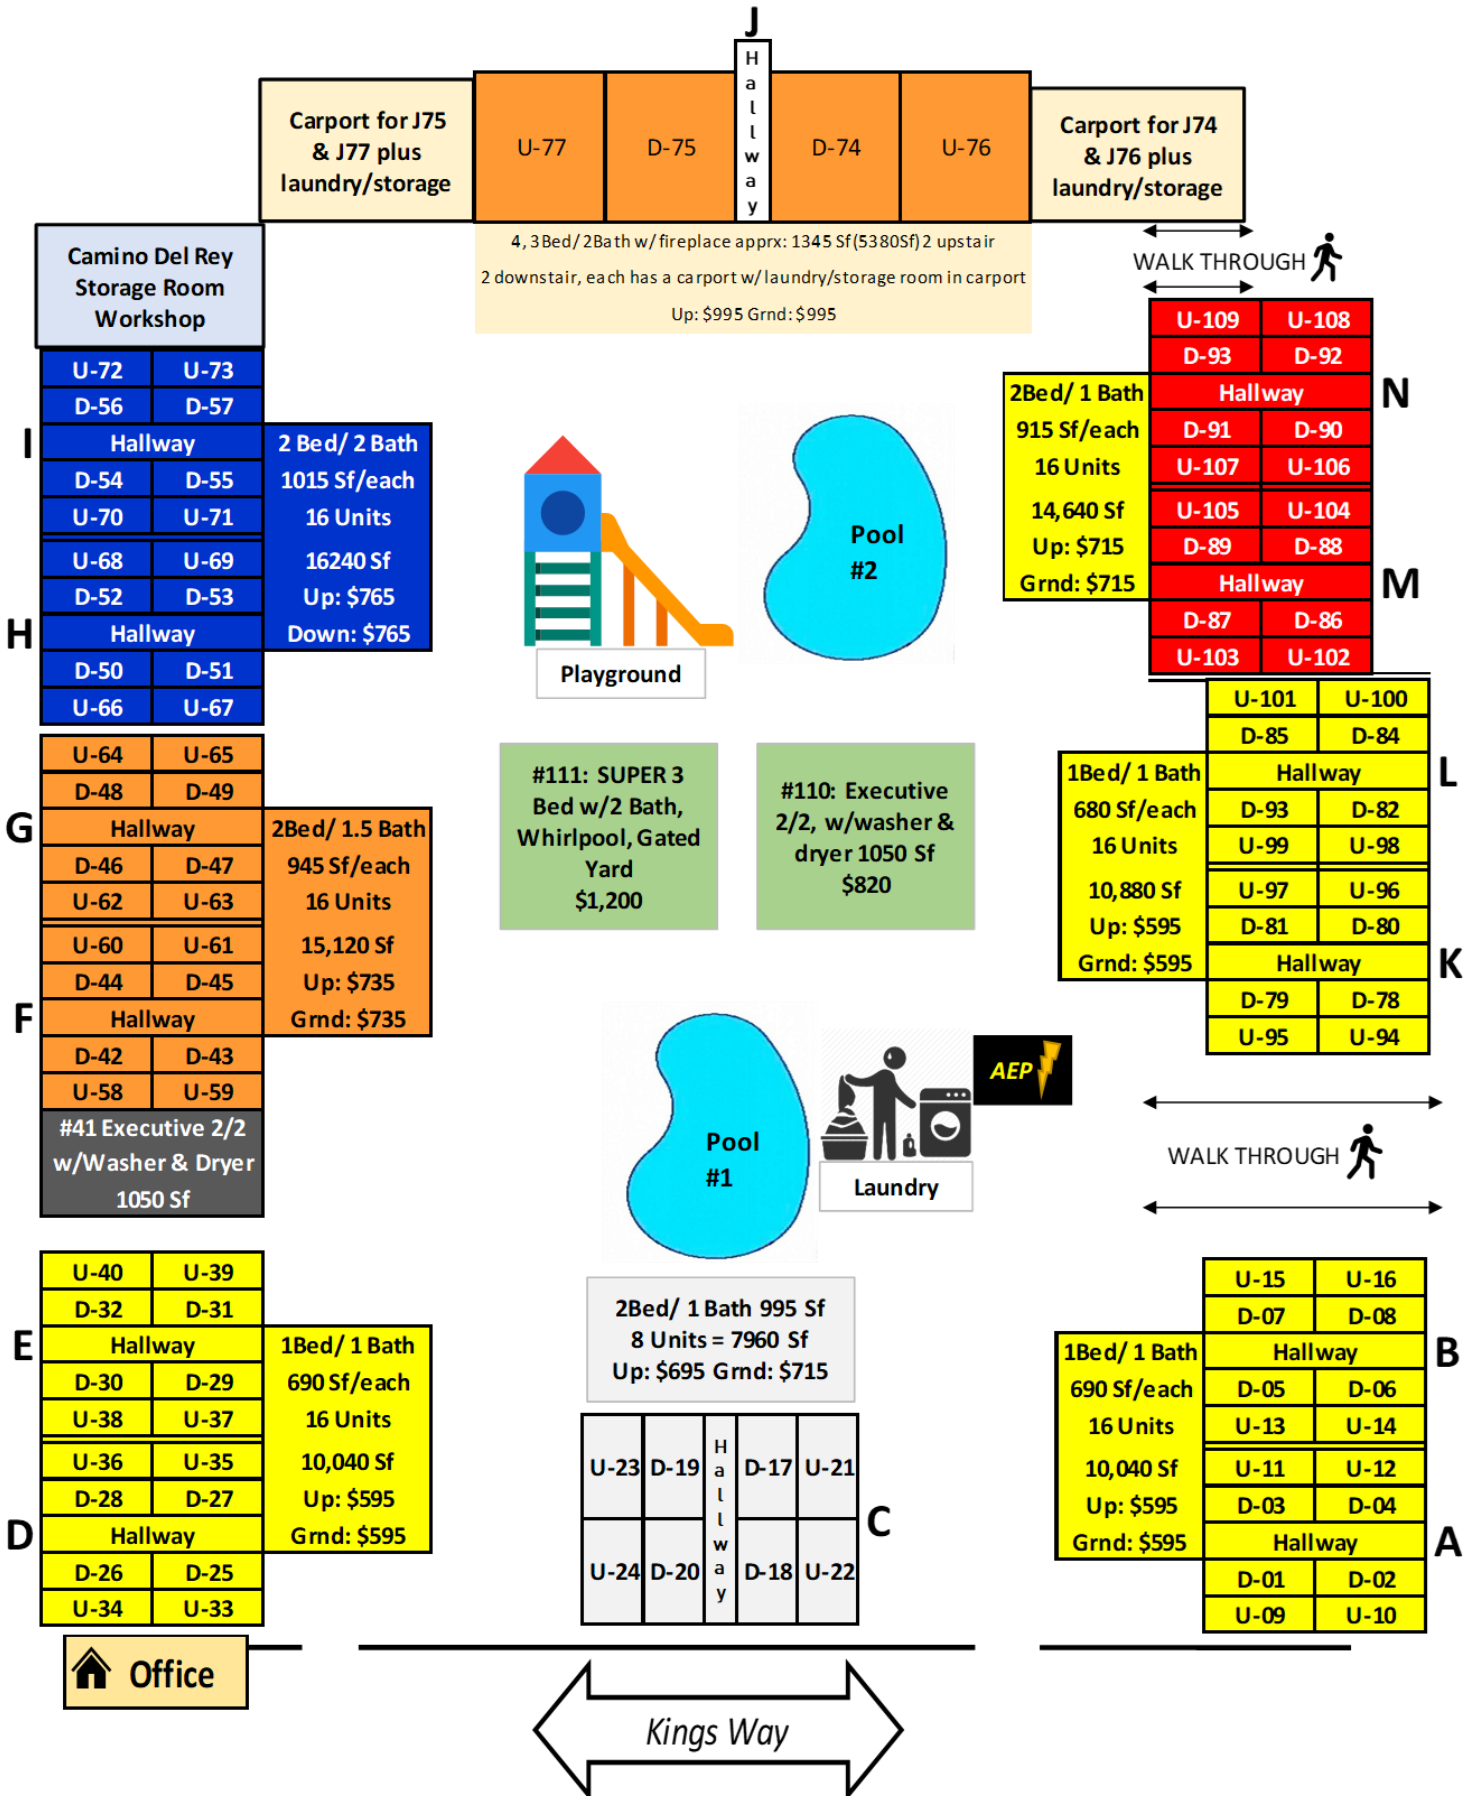 J
Hallway
Carport for J75
& J77 plus
laundry/storage
U-77
D-75
D-74
U-76
Carport for J74
& J76 plus
laundry/storage
4, 3Bed/ 2Bath w/ fireplace apprx: 1345 Sf(5380Sf) 2 upstair
2 downstair, each has a carport w/ laundry/storage room in carport
Up: $995 Grnd: $995
WALK THROUGH
Camino Del Rey
Storage Room
Workshop
U-72 U-73
D-56 D-57
I
Hallway
D-54 D-55
U-70 U-71
U-68 U-69
D-52 D-53
H
Hallway
D-50 D-51
U-66 U-67
2 Bed/ 2 Bath
1015 Sf/each
16 Units
16240 Sf
Up: $765
Down: $765
Playground
Pool
#2
2Bed/ 1 Bath
915 Sf/each
16 Units
14,640 Sf
Up: $715
Grnd: $715
U-109 U-108
D-93 D-92
Hallway
N
D-91 D-90
U-107 U-106
U-105 U-104
D-89 D-88
Hallway
M
D-87 D-86
U-103 U-102
U-64 U-65
D-48 D-49
G
Hallway
D-46 D-47
U-62 U-63
U-60 U-61
D-44 D-45
F
Hallway
D-42 D-43
U-58 U-59
2Bed/ 1.5 Bath
945 Sf/each
16 Units
15,120 Sf
Up: $735
Grnd: $735
#41 Executive 2/2
w/Washer & Dryer
1050 Sf
#111: SUPER 3
Bed w/2 Bath,
Whirlpool, Gated
Yard
$1,200
#110: Executive
2/2, w/washer &
dryer 1050 Sf
$820
1Bed/ 1 Bath
680 Sf/each
16 Units
10,880 Sf
Up: $595
Grnd: $595
U-101 U-100
D-85 D-84
Hallway
L
D-93 D-82
U-99 U-98
U-97 U-96
D-81 D-80
Hallway
K
D-79 D-78
U-95 U-94
Pool
#1
AEP
Laundry
WALK THROUGH
U-40 U-39
D-32 D-31
E
Hallway
D-30 D-29
U-38 U-37
U-36 U-35
D-28 D-27
D
Hallway
D-26 D-25
U-34 U-33
1Bed/ 1 Bath
690 Sf/each
16 Units
10,040 Sf
Up: $595
Grnd: $595
2Bed/ 1 Bath 995 Sf
8 Units = 7960 Sf
Up: $695 Grnd: $715
U-23 D-19
Hallway
D-17 U-21
U-24 D-20
D-18 U-22
C
1Bed/ 1 Bath
690 Sf/each
16 Units
10,040 Sf
Up: $595
Grnd: $595
U-15 U-16
D-07 D-08
Hallway
B
D-05 D-06
U-13 U-14
U-11 U-12
D-03 D-04
Hallway
A
D-01 D-02
U-09 U-10
Office
Kings Way